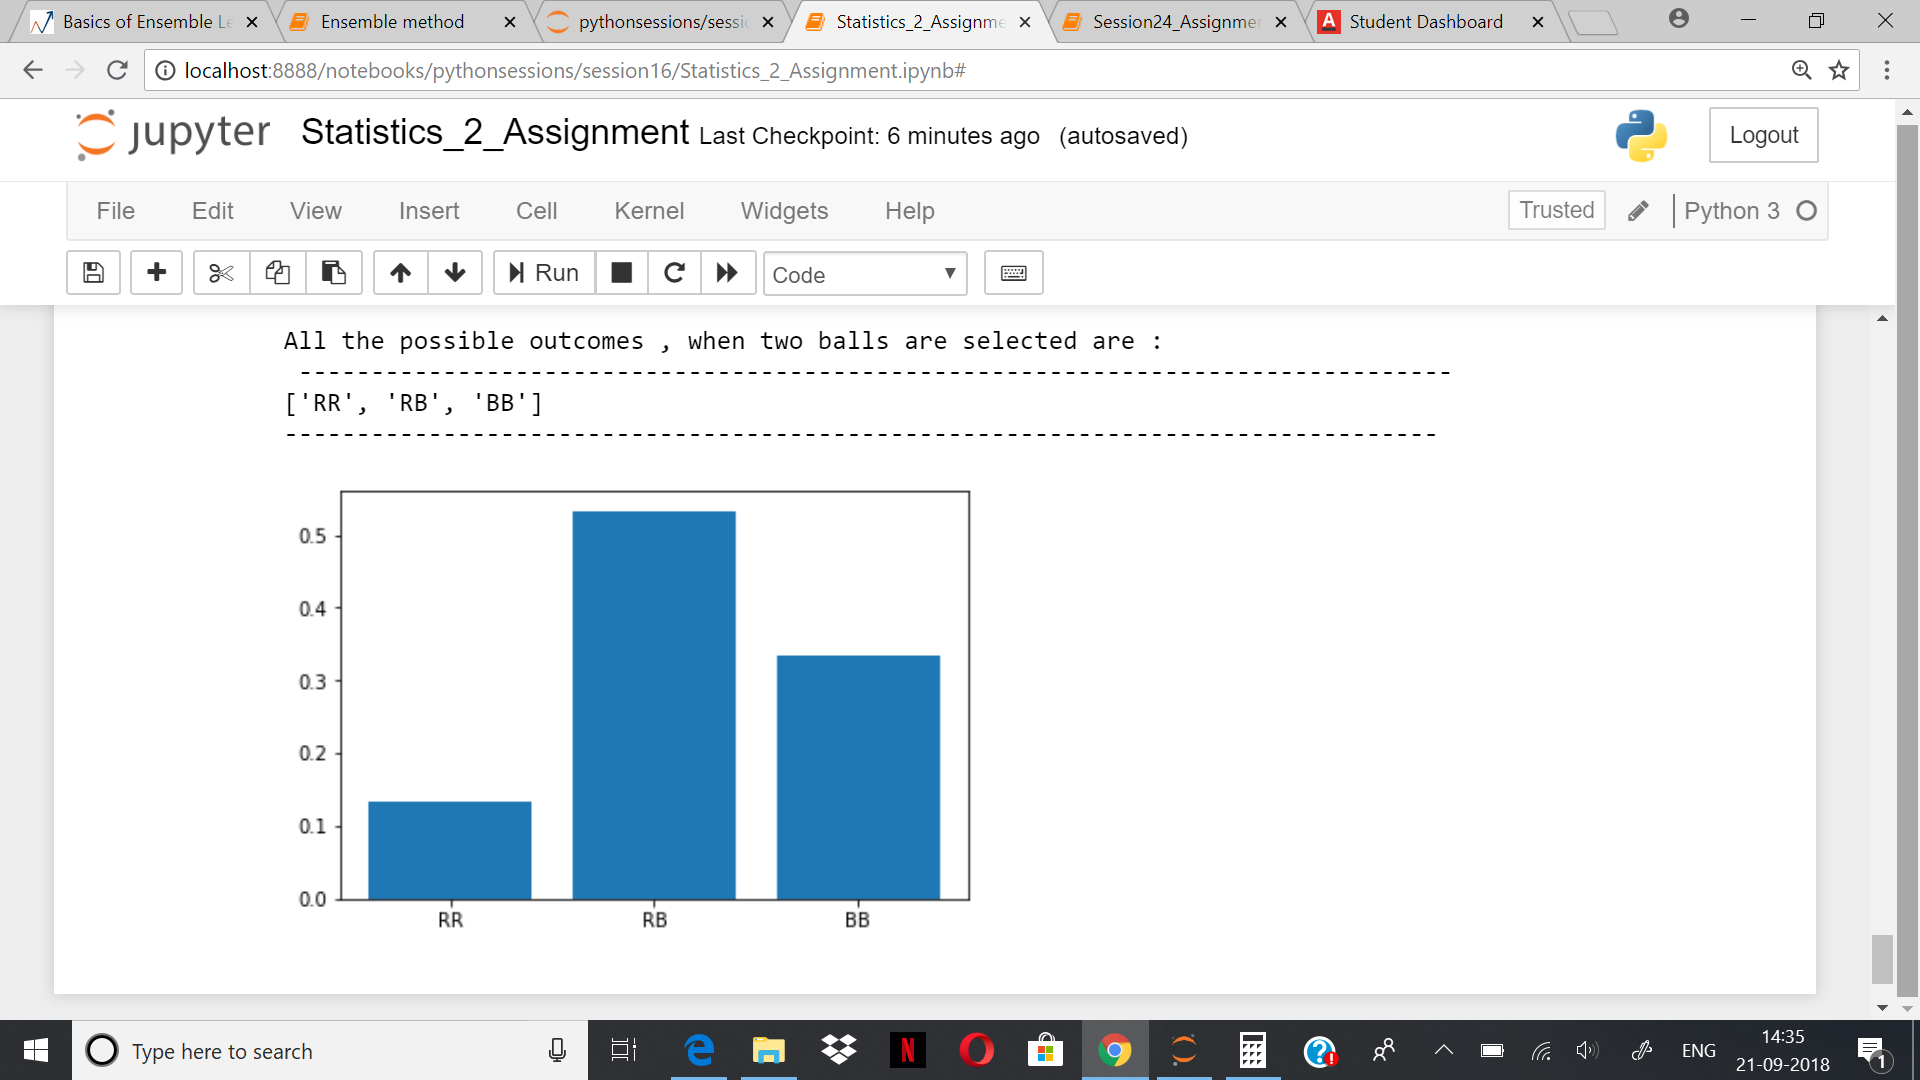 Basics of Ensemble Le
Ensemble method
pythonsessions/sessio
Statistics_2_Assignme
Session24_Assignmen
A Student Dashboard
localhost:8888/notebooks/pythonsessions/session16/Statistics_2_Assignment.ipynb#
jupyter Statistics_2_Assignment Last Checkpoint: 6 minutes ago (autosaved)
Logout
File Edit View Insert Cell Kernel Widgets Help
Trusted
Python 3
Run
Code
All the possible outcomes , when two balls are selected are :
--------------------------------------------------------------------------------
['RR', 'RB', 'BB']
--------------------------------------------------------------------------------
0.5
0.4
0.3
0.2
0.1
0.0
RR RB BB
Type here to search
N
ENG
14:35
21-09-2018
1